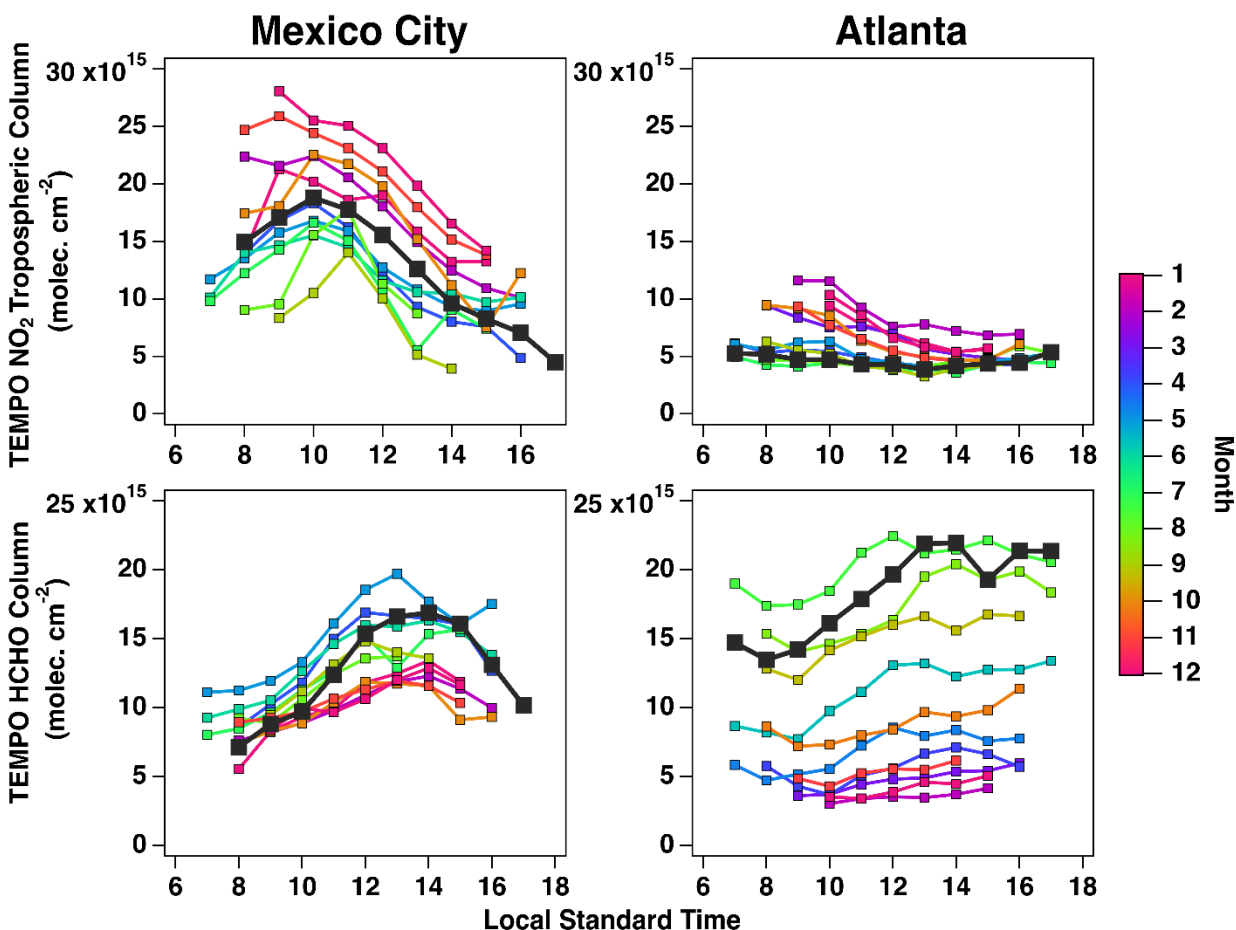 Mexico City
Atlanta
TEMPO NO2 Tropospheric Column
(molec. cm-2)
30 x10^15
25
20
15
10
5
0
6 8 10 12 14 16
30 x10^15
25
20
15
10
5
0
6 8 10 12 14 16 18
TEMPO HCHO Column
(molec. cm-2)
25 x10^15
20
15
10
5
0
6 8 10 12 14 16 18
25 x10^15
20
15
10
5
0
6 8 10 12 14 16 18
Local Standard Time
1
2
3
4
5
6
7
8
9
10
11
12
Month